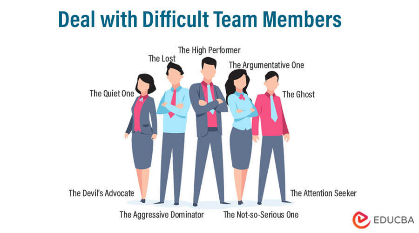 Deal with Difficult Team Members
The High Performer
The Lost
The Argumentative One
The Quiet One
The Ghost
The Devil's Advocate
The Attention Seeker
The Aggressive Dominator
The Not-so-Serious One
EDUCBA